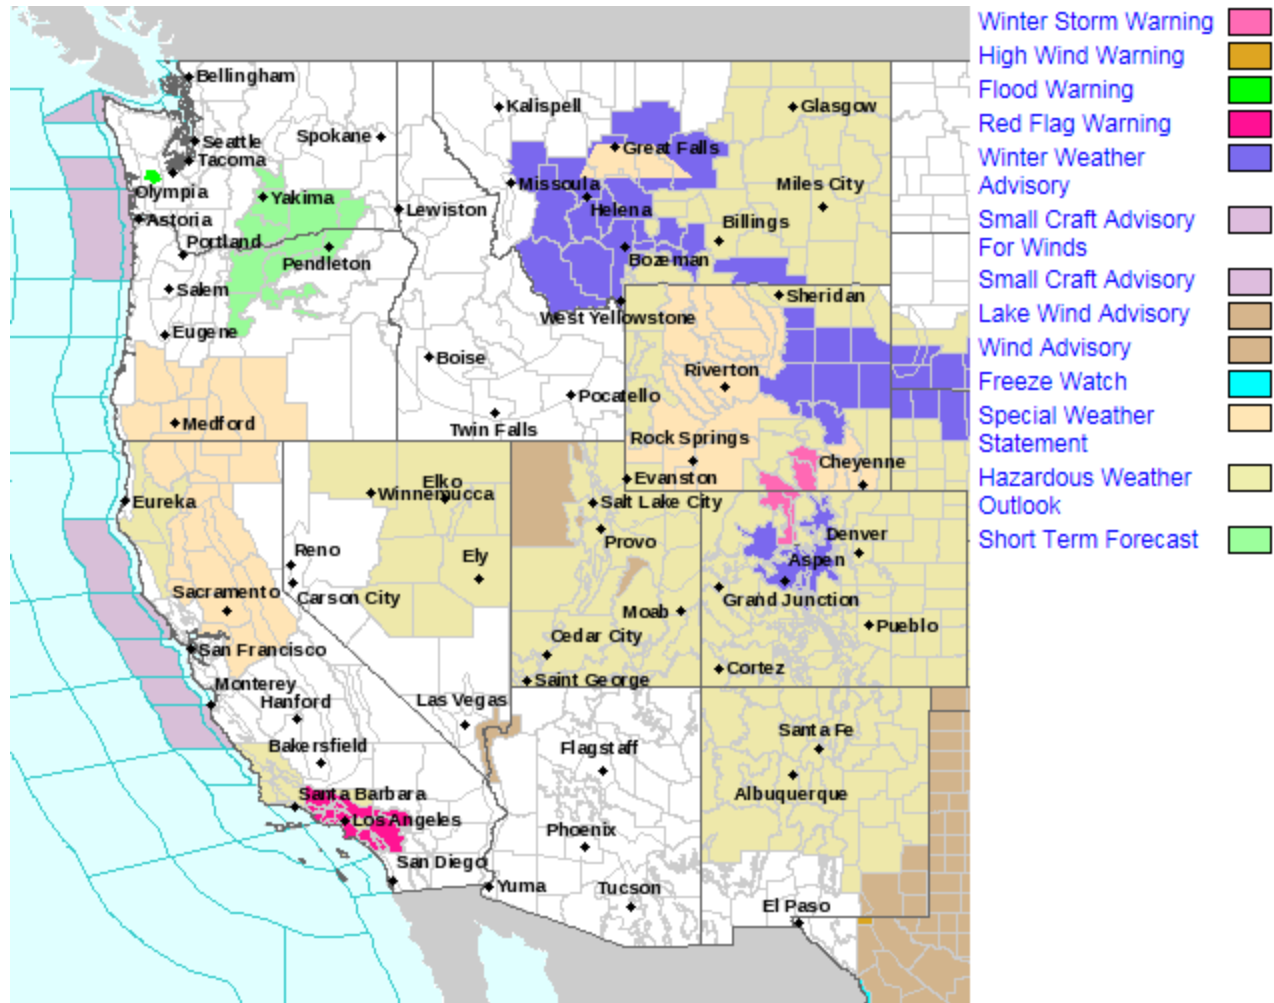 Winter Storm Warning
High Wind Warning
Flood Warning
Red Flag Warning
Winter Weather
Advisory
Small Craft Advisory
For Winds
Small Craft Advisory
Lake Wind Advisory
Wind Advisory
Freeze Watch
Special Weather
Statement
Hazardous Weather
Outlook
Short Term Forecast
Bellingham
Kalispell
Glasgow
Seattle
Spokane
Great Falls
Tacoma
Olympia
Missoula
Miles City
Yakima
Helena
Lewiston
Astoria
Billings
Portland
Pendleton
Bozeman
Salem
Sheridan
West Yellowstone
Eugene
Boise
Riverton
Pocatello
Medford
Twin Falls
Rock Springs
Cheyenne
Evanston
Elko
Winnemucca
Eureka
Salt Lake City
Provo
Denver
Reno
Ely
Aspen
Sacramento
Carson City
Grand Junction
Moab
Pueblo
Cedar City
San Francisco
Cortez
Saint George
Monterey
Hanford
Las Vegas
Santa Fe
Bakersfield
Flagstaff
Albuquerque
Santa Barbara
Los Angeles
Phoenix
San Diego
Yuma
Tucson
El Paso